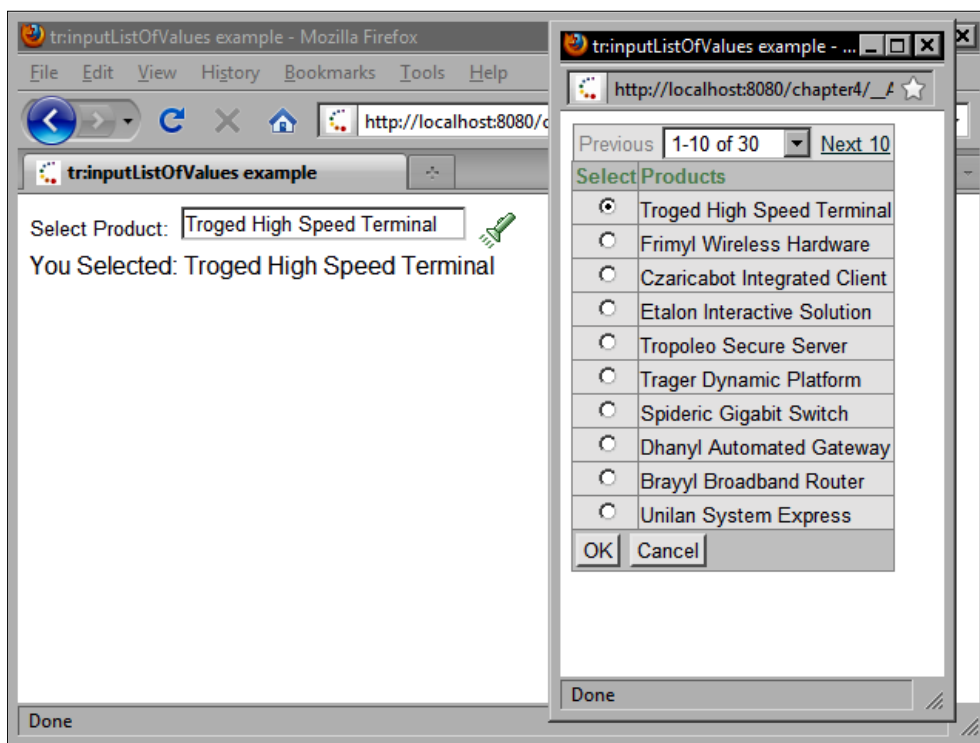 tr:inputListOfValues example - Mozilla Firefox
File Edit View History Bookmarks Tools Help
http://localhost:8080/c
tr:inputListOfValues example
Select Product: Troged High Speed Terminal
You Selected: Troged High Speed Terminal
Done
tr:inputListOfValues example - ...
http://localhost:8080/chapter4/__A
Previous 1-10 of 30 Next 10
Select Products
Troged High Speed Terminal
Frimyl Wireless Hardware
Czaricabot Integrated Client
Etalon Interactive Solution
Tropoleo Secure Server
Trager Dynamic Platform
Spideric Gigabit Switch
Dhanyl Automated Gateway
Brayyl Broadband Router
Unilan System Express
OK Cancel
Done